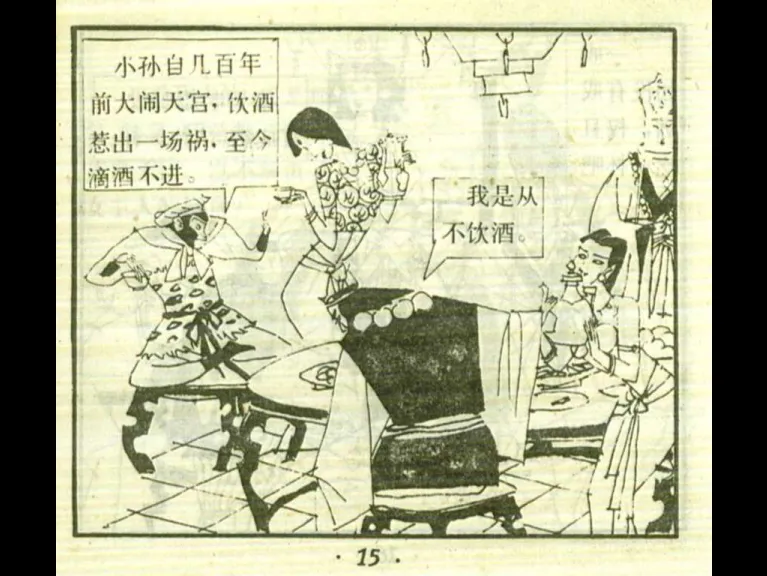 小孙自几百年
前大闹天宫，饮酒
惹出一场祸，至今
滴酒不进。
我是从
不饮酒。
· 15 ·